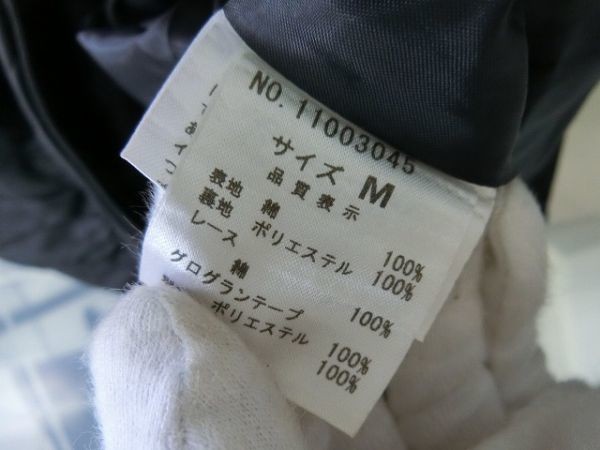 NO. 11003045
サイズ M
品質表示
表地 綿 100%
裏地 ポリエステル 100%
レース
綿 100%
グログランテープ
ポリエステル 100%
100%